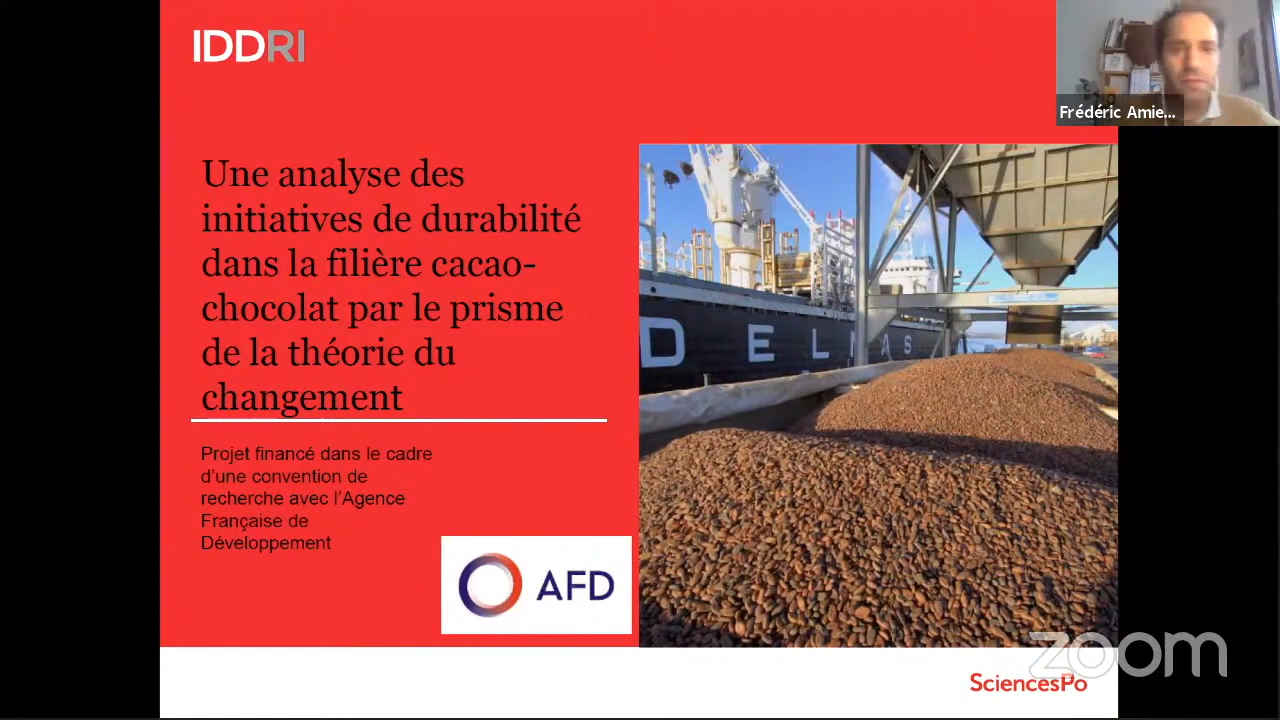 IDDRI
Frédéric Amie...
Une analyse des
initiatives de durabilité
dans la filière cacao-
chocolat par le prisme
de la théorie du
changement
DELMAS
Projet financé dans le cadre
d'une convention de
recherche avec l'Agence
Française de
Développement
AFD
zoom
SciencesPo